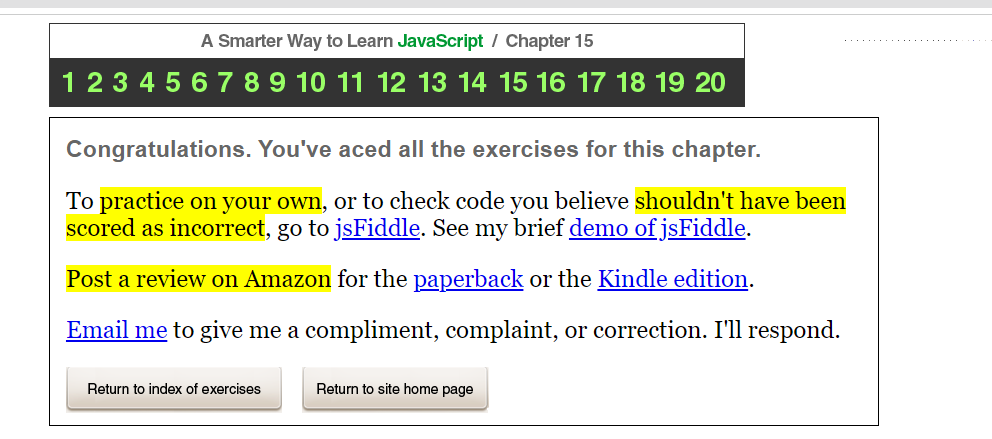 A Smarter Way to Learn JavaScript / Chapter 15
1 2 3 4 5 6 7 8 9 10 11 12 13 14 15 16 17 18 19 20
Congratulations. You've aced all the exercises for this chapter.
To practice on your own, or to check code you believe shouldn't have been
scored as incorrect, go to jsFiddle. See my brief demo of jsFiddle.
Post a review on Amazon for the paperback or the Kindle edition.
Email me to give me a compliment, complaint, or correction. I'll respond.
Return to index of exercises Return to site home page